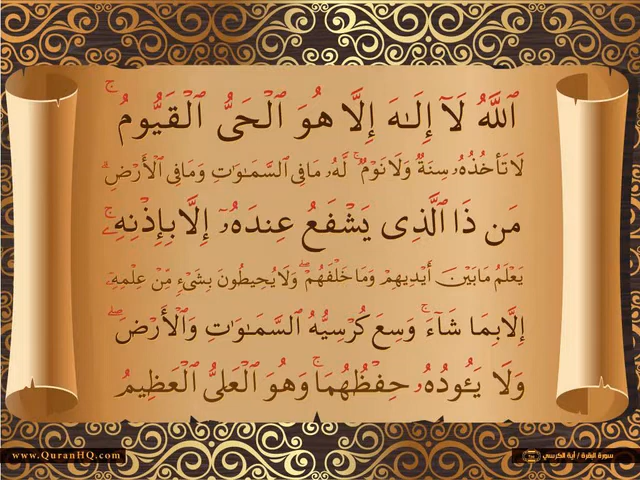 ٱللَّهُ لَآ إِلَـٰهَ إِلَّا هُوَ ٱلْحَىُّ ٱلْقَيُّومُ ۚ
لَا تَأْخُذُهُۥ سِنَةٌ وَلَا نَوْمٌ ۚ لَّهُۥ مَا فِى ٱلسَّمَـٰوَٰتِ وَمَا فِى ٱلْأَرْضِ ۗ
مَن ذَا ٱلَّذِى يَشْفَعُ عِندَهُۥٓ إِلَّا بِإِذْنِهِۦ ۚ
يَعْلَمُ مَا بَيْنَ أَيْدِيهِمْ وَمَا خَلْفَهُمْ ۖ وَلَا يُحِيطُونَ بِشَىْءٍ مِّنْ عِلْمِهِۦٓ
إِلَّا بِمَا شَآءَ ۚ وَسِعَ كُرْسِيُّهُ ٱلسَّمَـٰوَٰتِ وَٱلْأَرْضَ ۖ
وَلَا يَـُٔودُهُۥ حِفْظُهُمَا ۚ وَهُوَ ٱلْعَلِىُّ ٱلْعَظِيمُ
www.QuranHQ.com
سورة البقرة / آية الكرسي